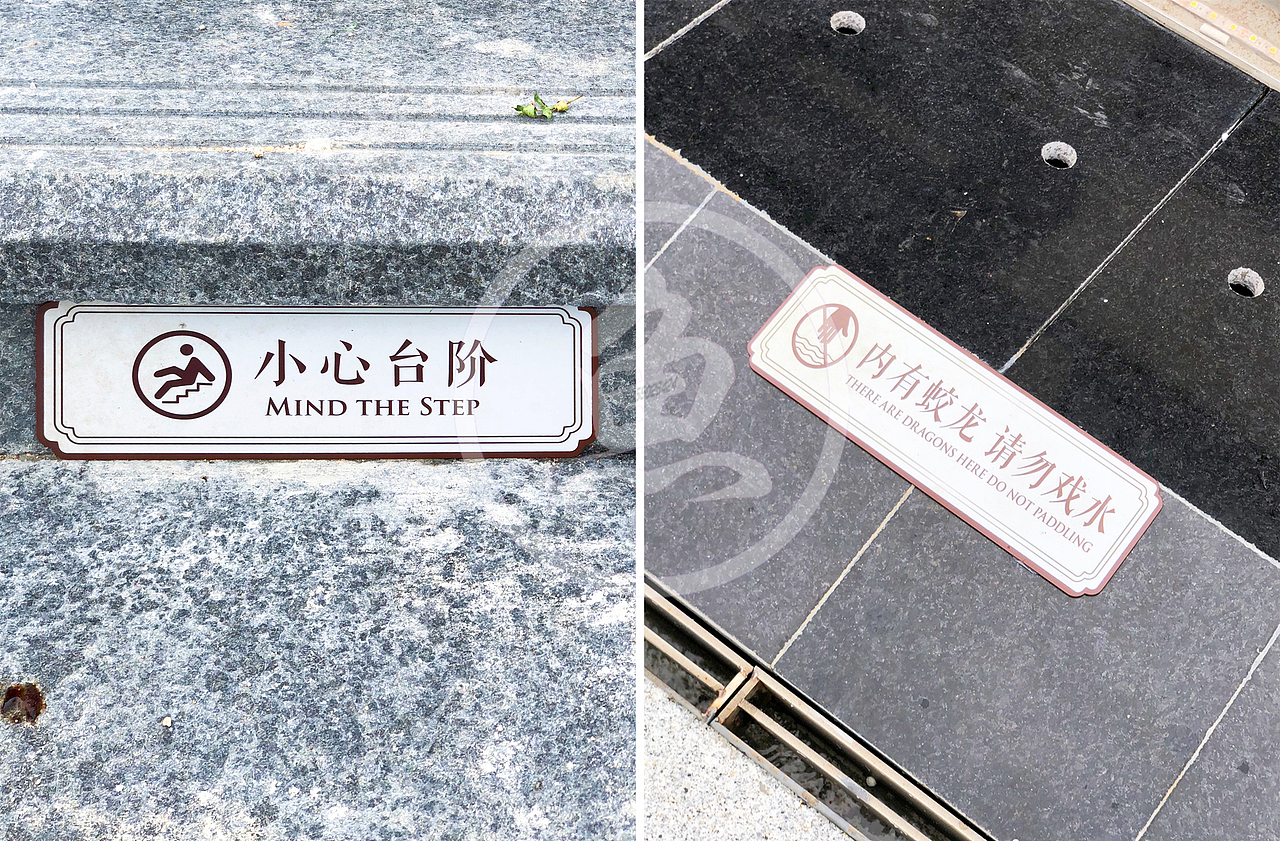 小心台阶
MIND THE STEP
内有蛟龙 请勿戏水
THERE ARE DRAGONS HERE DO NOT PADDLING